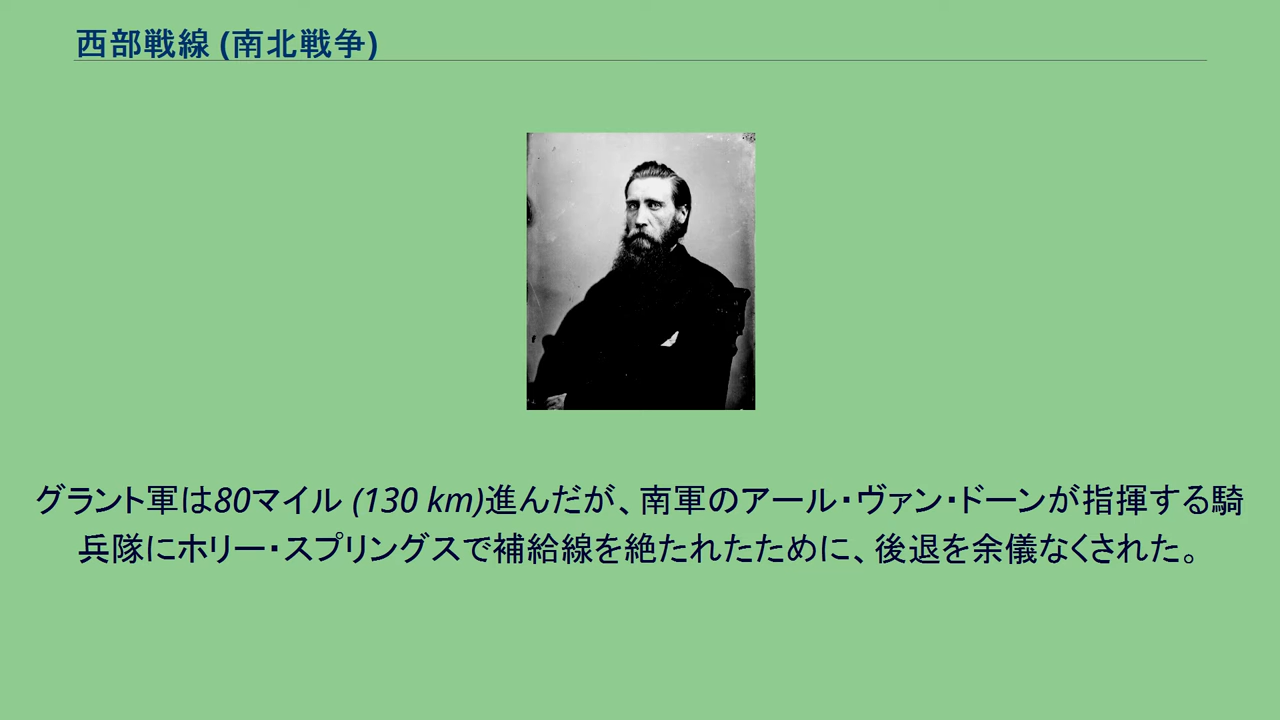 西部戦線 (南北戦争)
グラント軍は80マイル (130 km)進んだが、南軍のアール・ヴァン・ドーンが指揮する騎
兵隊にホリー・スプリングスで補給線を絶たれたために、後退を余儀なくされた。